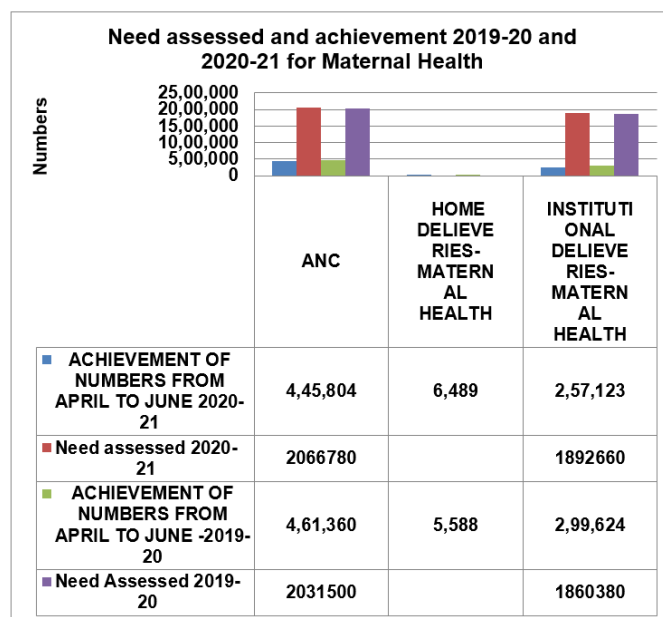 Need assessed and achievement 2019-20 and
2020-21 for Maternal Health
Numbers
25,00,000
20,00,000
15,00,000
10,00,000
5,00,000
0
ANC
HOME
DELIEVE
RIES-
MATERN
AL
HEALTH
INSTITUTI
ONAL
DELIEVE
RIES-
MATERN
AL
HEALTH
ACHIEVEMENT OF
NUMBERS FROM
APRIL TO JUNE 2020-
21
4,45,804 6,489 2,57,123
Need assessed 2020-
21
2066780 1892660
ACHIEVEMENT OF
NUMBERS FROM
APRIL TO JUNE -2019-
20
4,61,360 5,588 2,99,624
Need Assessed 2019-
20
2031500 1860380